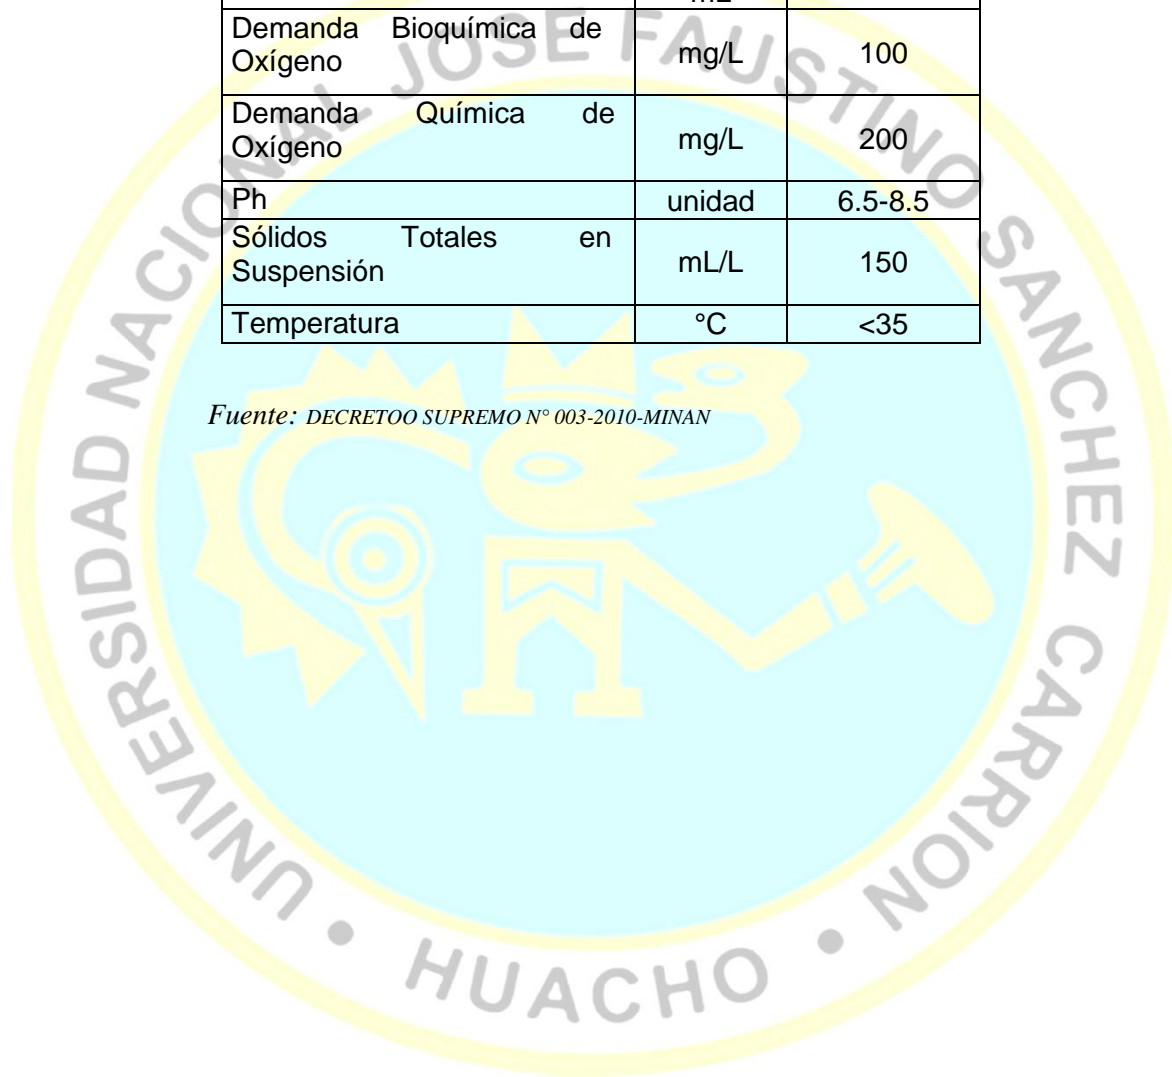 mL
Demanda Bioquímica de
Oxígeno
mg/L
100
Demanda Química de
Oxígeno
mg/L
200
Ph
unidad
6.5-8.5
Sólidos Totales en
Suspensión
mL/L
150
Temperatura
°C
<35
Fuente: DECRETOO SUPREMO N° 003-2010-MINAN
UNIVERSIDAD NACIONAL JOSE FAUSTINO SANCHEZ CARRION • HUACHO •